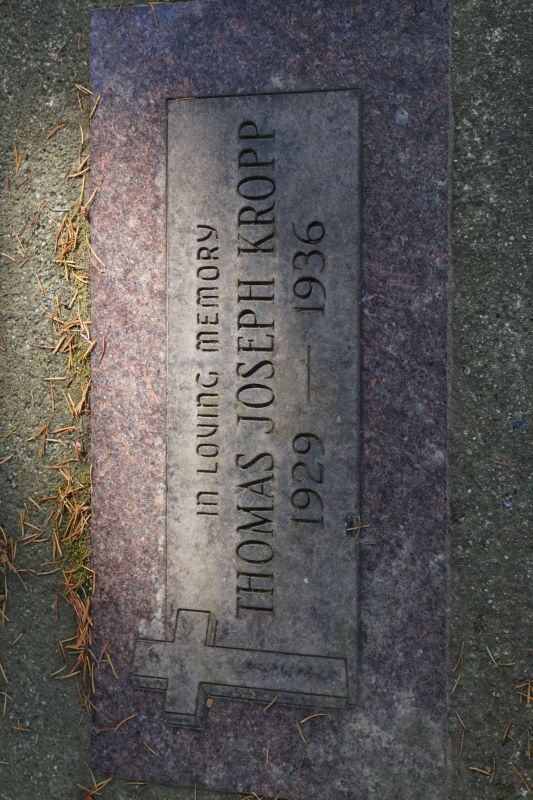 IN LOVING MEMORY
THOMAS JOSEPH KROPP
1929 — 1936